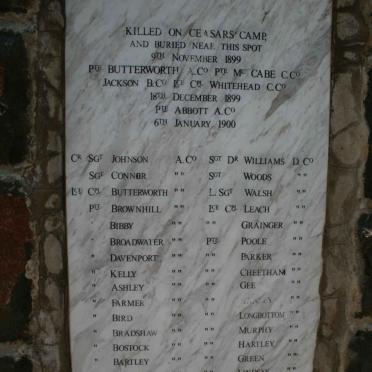 KILLED ON CEASARS CAMP
AND BURIED NEAR THIS SPOT
9TH NOVEMBER 1899
PTE BUTTERWORTH A.CO PTE MC CABE C.CO
JACKSON B.CO LCE CPL WHITEHEAD C.CO
18TH DECEMBER 1899
PTE ABBOTT A.CO
6TH JANUARY 1900
CR SGT JOHNSON A.CO SGT DR WILLIAMS D.CO
SGT CONNOR "" SGT WOODS ""
LCE CPL BUTTERWORTH "" L.SGT WALSH ""
PTE BROWNHILL "" LCE CPL LEACH ""
" BIBBY "" GRAINGER ""
" BROADWATER "" PTE POOLE ""
" DAVENPORT "" PARKER ""
" KELLY "" CHEETHAM ""
" ASHLEY "" GEE ""
" FARMER "" ""
" BIRD "" LONGBOTTOM ""
" BRADSHAW "" MURPHY ""
" BOSTOCK "" HARTLEY ""
" BARTLEY "" GREEN ""